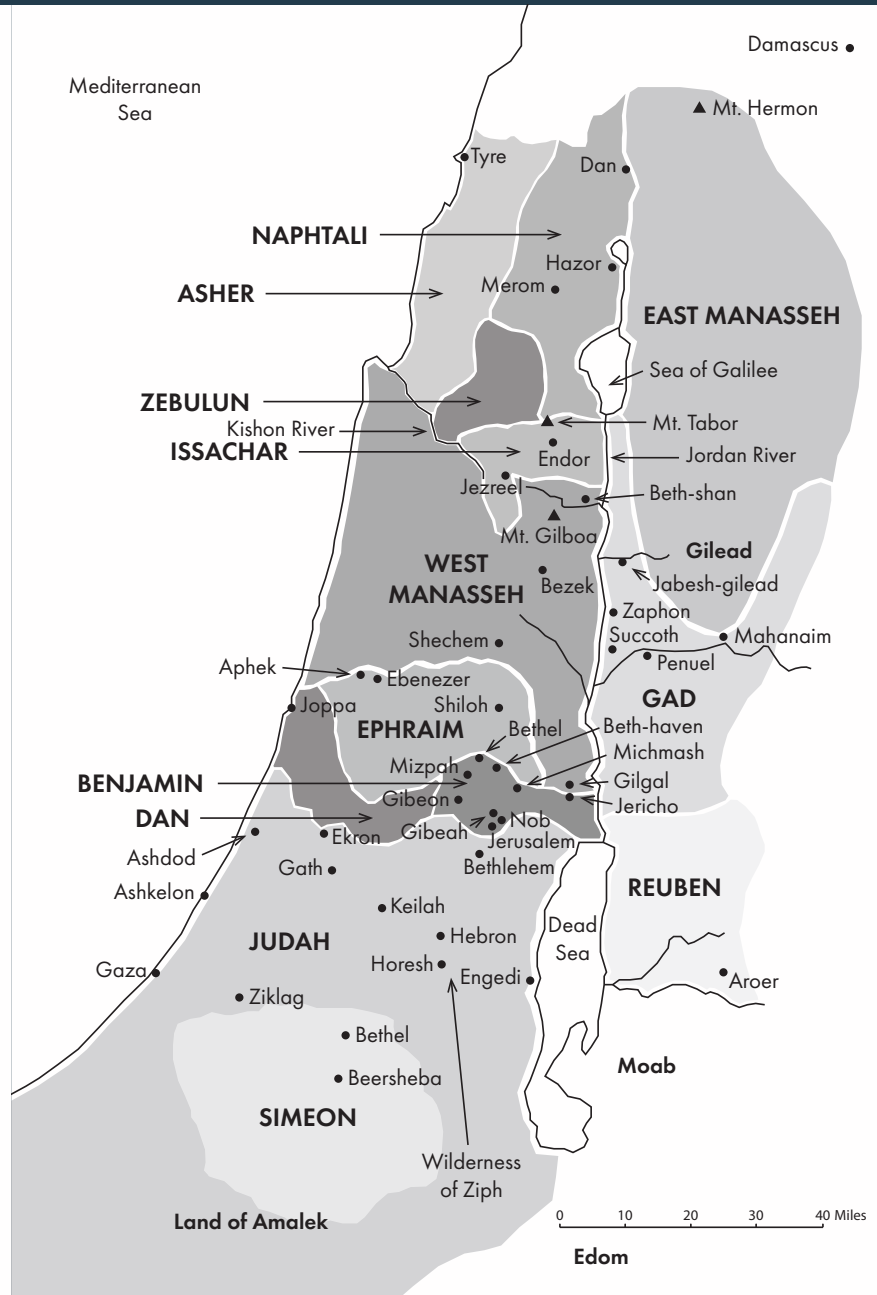 Damascus
Mediterranean
Sea
Mt. Hermon
Tyre
Dan
NAPHTALI
Hazor
Merom
ASHER
EAST MANASSEH
Sea of Galilee
ZEBULUN
Mt. Tabor
Kishon River
ISSACHAR
Endor
Jordan River
Jezreel
Beth-shan
Mt. Gilboa
Gilead
WEST
MANASSEH
Bezek
Jabesh-gilead
Zaphon
Succoth
Mahanaim
Shechem
Penuel
Aphek
Ebenezer
Joppa
Shiloh
GAD
EPHRAIM
Bethel
Beth-haven
Michmash
Mizpah
BENJAMIN
Gilgal
Gibeon
Jericho
DAN
Nob
Ekron
Gibeah
Jerusalem
Ashdod
Gath
Bethlehem
Ashkelon
REUBEN
Keilah
Dead
Sea
JUDAH
Hebron
Gaza
Horesh
Engedi
Aroer
Ziklag
Bethel
Moab
Beersheba
SIMEON
Wilderness
of Ziph
Land of Amalek
0 10 20 30 40 Miles
Edom